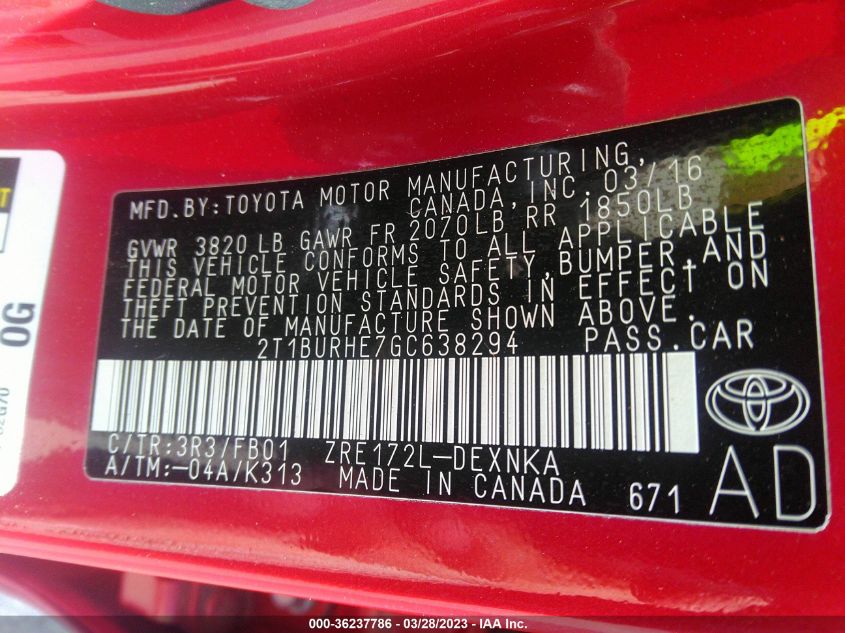 MFD.BY:TOYOTA MOTOR MANUFACTURING,
CANADA,INC. 03/16
GVWR 3820 LB GAWR FR 2070LB RR 1850LB
THIS VEHICLE CONFORMS TO ALL APPLICABLE
FEDERAL MOTOR VEHICLE SAFETY,BUMPER,AND
THEFT PREVENTION STANDARDS IN EFFECT ON
THE DATE OF MANUFACTURE SHOWN ABOVE.
2T1BURHE7GC638294 PASS.CAR
C/TR:3R3/FB01 ZRE172L-DEXNKA
A/TM:-04A/K313 MADE IN CANADA 671
AD
0G
000-36237786 - 03/28/2023 - IAA Inc.